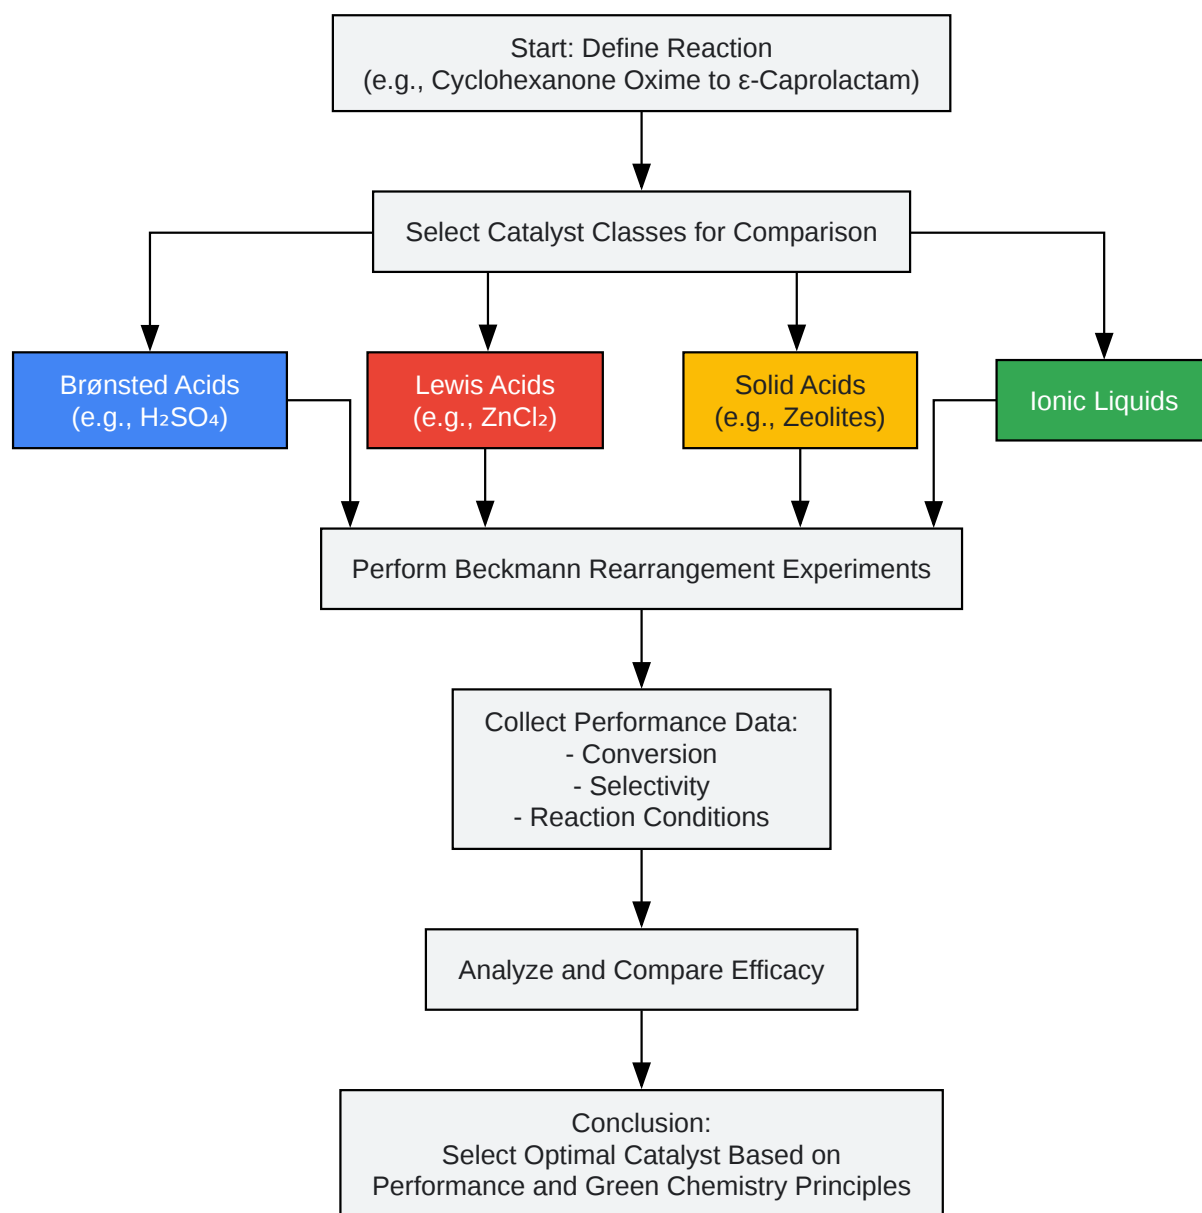 Start: Define Reaction
(e.g., Cyclohexanone Oxime to ε-Caprolactam)
Select Catalyst Classes for Comparison
Brønsted Acids
(e.g., H₂SO₄)
Lewis Acids
(e.g., ZnCl₂)
Solid Acids
(e.g., Zeolites)
Ionic Liquids
Perform Beckmann Rearrangement Experiments
Collect Performance Data:
- Conversion
- Selectivity
- Reaction Conditions
Analyze and Compare Efficacy
Conclusion:
Select Optimal Catalyst Based on
Performance and Green Chemistry Principles